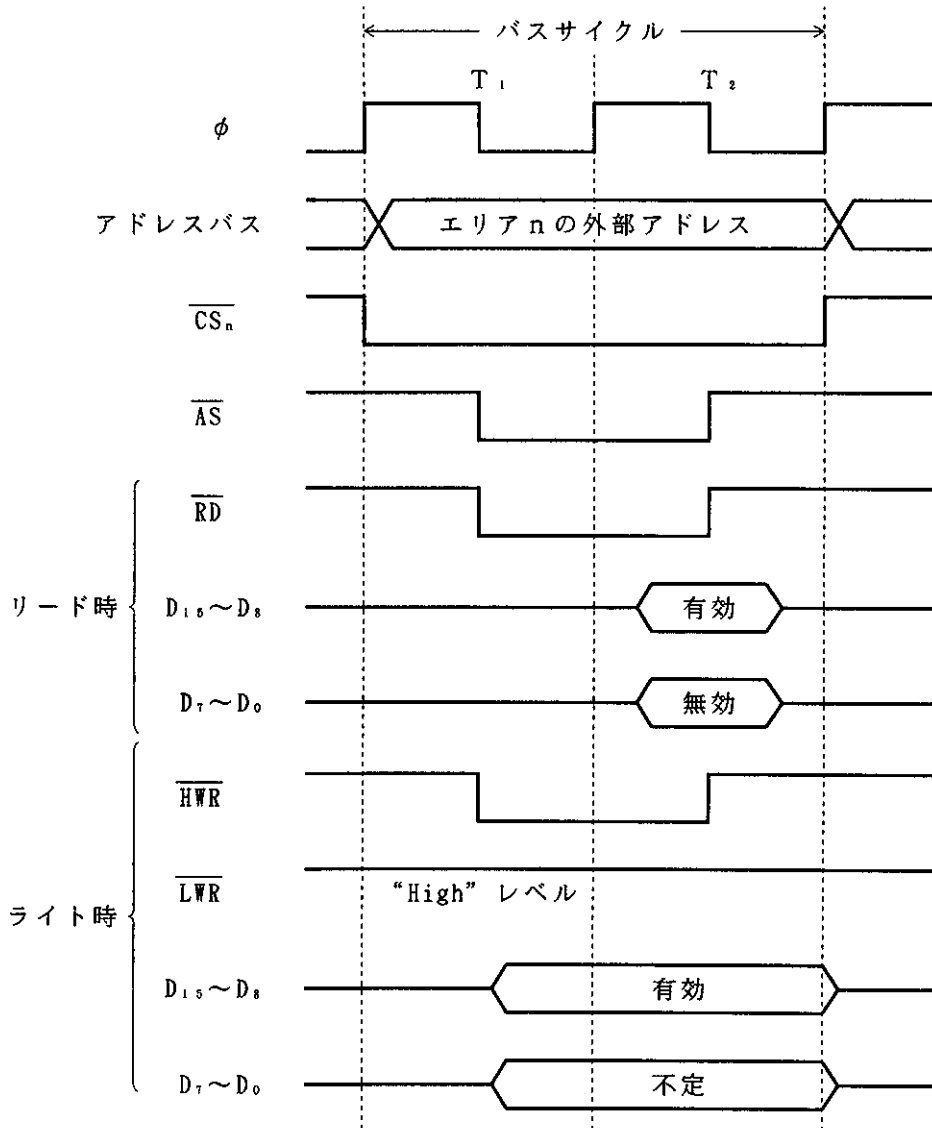 バスサイクル
T₁ T₂
φ
アドレスバス エリアnの外部アドレス
CSₙ
AS
RD
リード時 D₁₅～D₈ 有効
D₇～D₀ 無効
HWR
LWR “High” レベル
ライト時
D₁₅～D₈ 有効
D₇～D₀ 不定